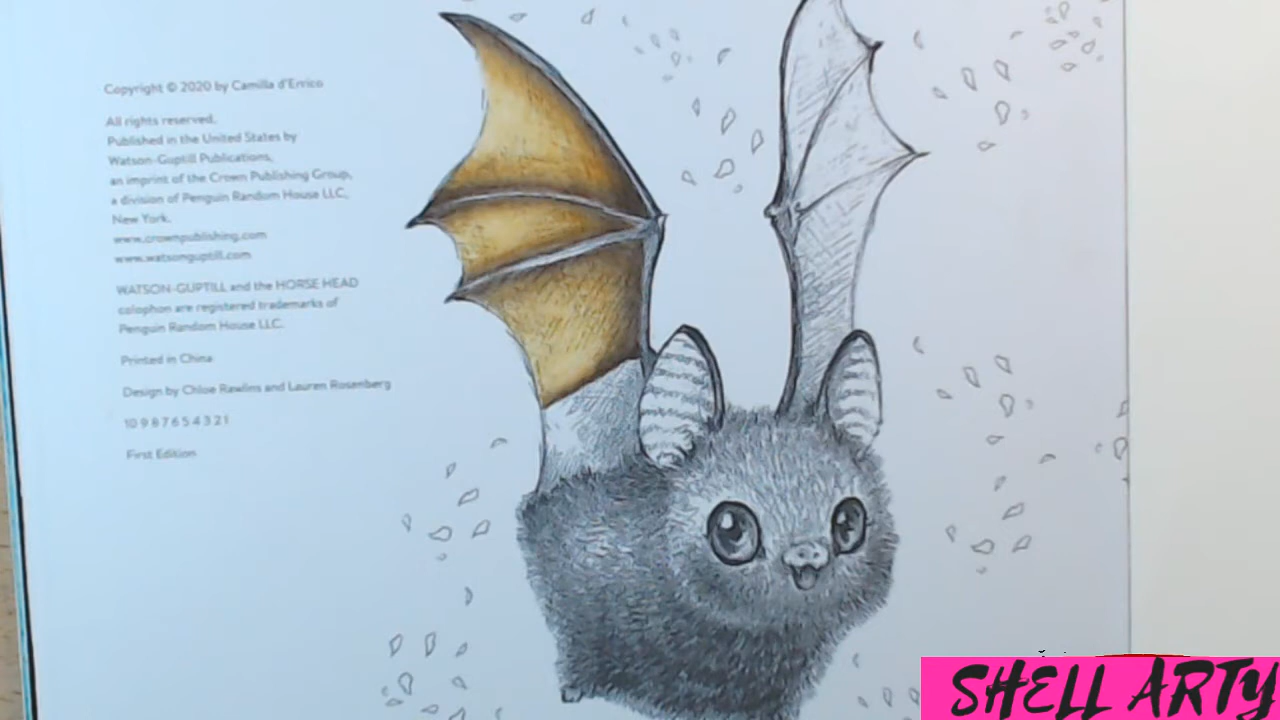 Copyright © 2020 by Camilla d'Errico
All rights reserved.
Published in the United States by
Watson-Guptill Publications,
an imprint of the Crown Publishing Group,
a division of Penguin Random House LLC,
New York.
www.crownpublishing.com
www.watsonguptill.com
WATSON-GUPTILL and the HORSE HEAD
colophon are registered trademarks of
Penguin Random House LLC.
Printed in China
Design by Chloe Rawlins and Lauren Rosenberg
10 9 8 7 6 5 4 3 2 1
First Edition
SHELL ARTY